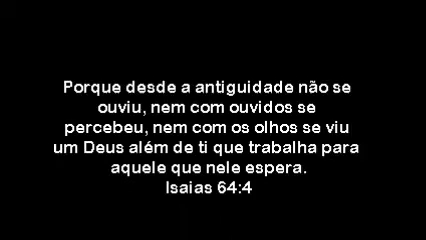 Porque desde a antiguidade não se
ouviu, nem com ouvidos se
percebeu, nem com os olhos se viu
um Deus além de ti que trabalha para
aquele que nele espera.
Isaias 64:4